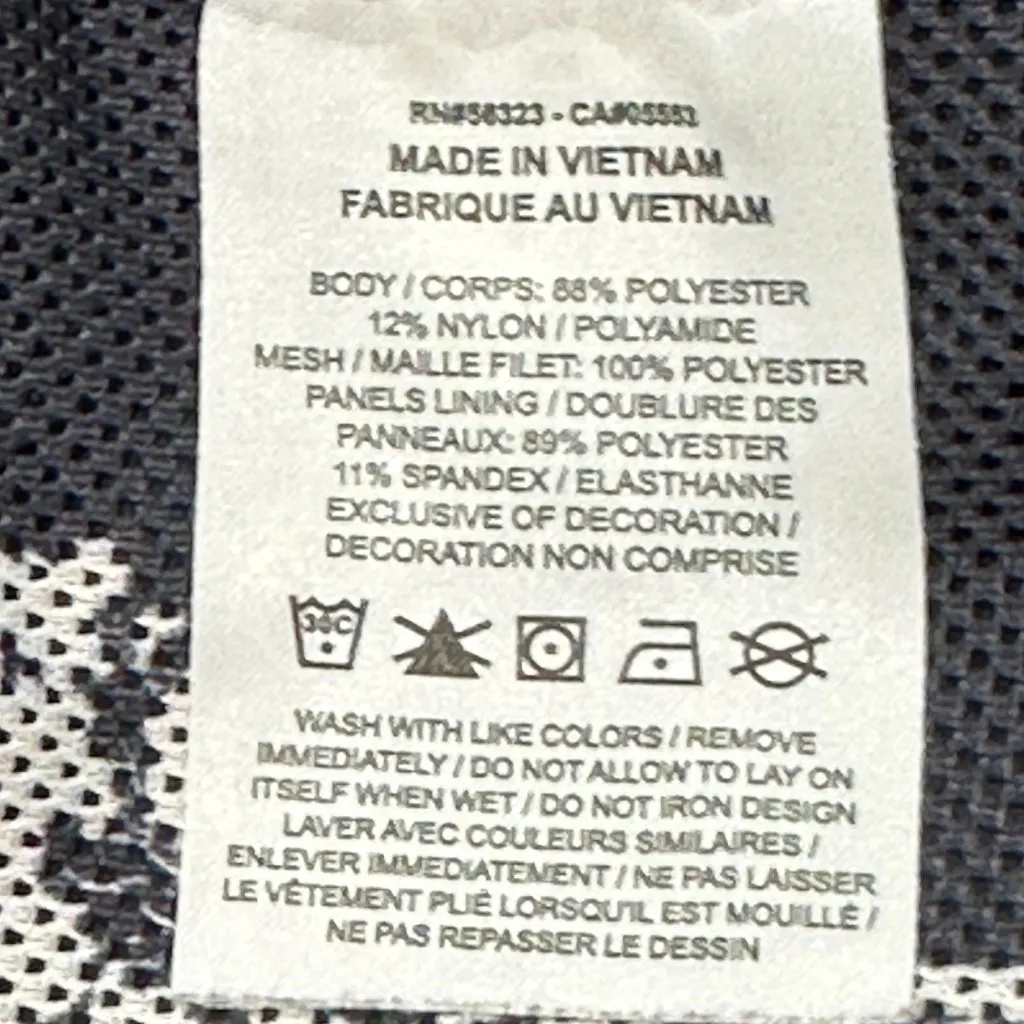 RN#56323 - CA#05553
MADE IN VIETNAM
FABRIQUE AU VIETNAM
BODY / CORPS: 88% POLYESTER
12% NYLON / POLYAMIDE
MESH / MAILLE FILET: 100% POLYESTER
PANELS LINING / DOUBLURE DES
PANNEAUX: 89% POLYESTER
11% SPANDEX / ELASTHANNE
EXCLUSIVE OF DECORATION /
DECORATION NON COMPRISE
30C
WASH WITH LIKE COLORS / REMOVE
IMMEDIATELY / DO NOT ALLOW TO LAY ON
ITSELF WHEN WET / DO NOT IRON DESIGN
LAVER AVEC COULEURS SIMILAIRES /
ENLEVER IMMEDIATEMENT / NE PAS LAISSER
LE VÊTEMENT PLIÉ LORSQU'IL EST MOUILLÉ /
NE PAS REPASSER LE DESSIN